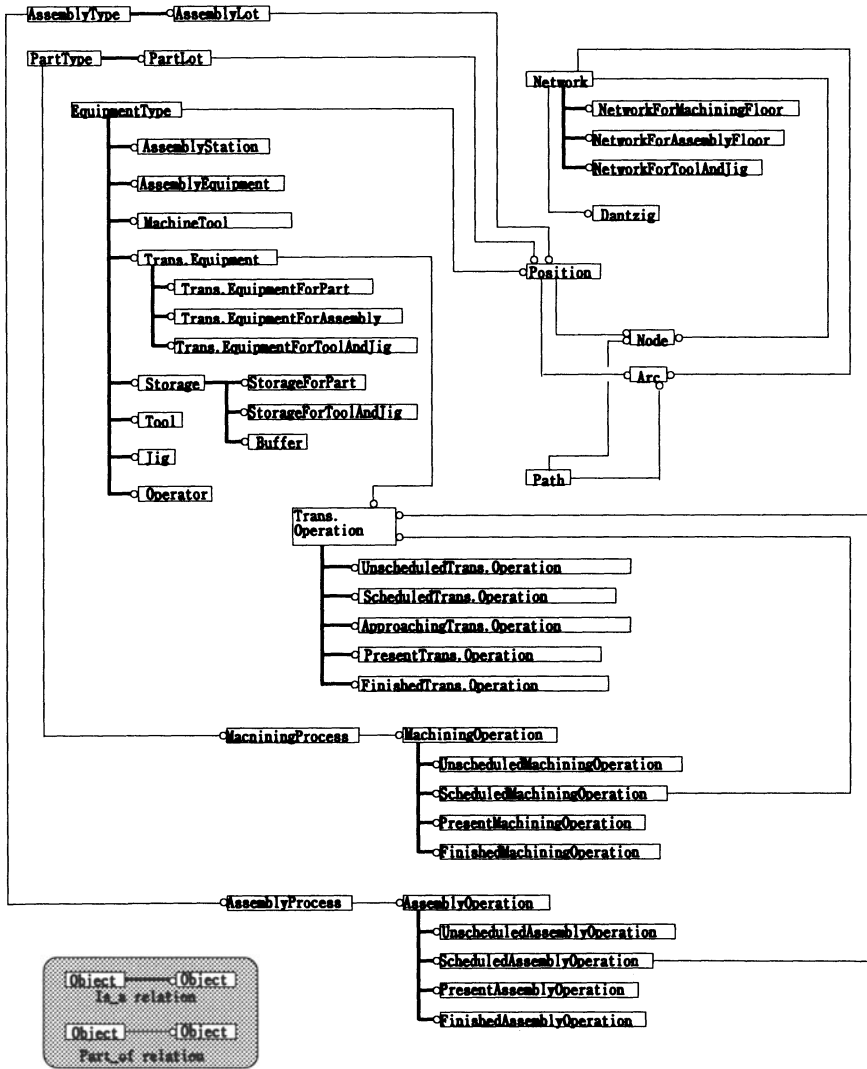 AssemblyType
AssemblyLot
PartType
PartLot
Network
EquipmentType
NetworkForMachiningFloor
NetworkForAssemblyFloor
AssemblyStation
NetworkForToolAndJig
AssemblyEquipment
Dantzig
MachineTool
Trans.Equipment
Position
Trans.EquipmentForPart
Trans.EquipmentForAssembly
Trans.EquipmentForToolAndJig
Node
Arc
Storage
StorageForPart
StorageForToolAndJig
Tool
Buffer
Jig
Path
Operator
Trans.
Operation
UnscheduledTrans.Operation
ScheduledTrans.Operation
ApproachingTrans.Operation
PresentTrans.Operation
FinishedTrans.Operation
MacniningProcess
MachiningOperation
UnscheduledMachiningOperation
ScheduledMachiningOperation
PresentMachiningOperation
FinishedMachiningOperation
AssemblyProcess
AssemblyOperation
UnscheduledAssemblyOperation
ScheduledAssemblyOperation
PresentAssemblyOperation
FinishedAssemblyOperation
Object Object
Is_a relation
Object Object
Part_of relation